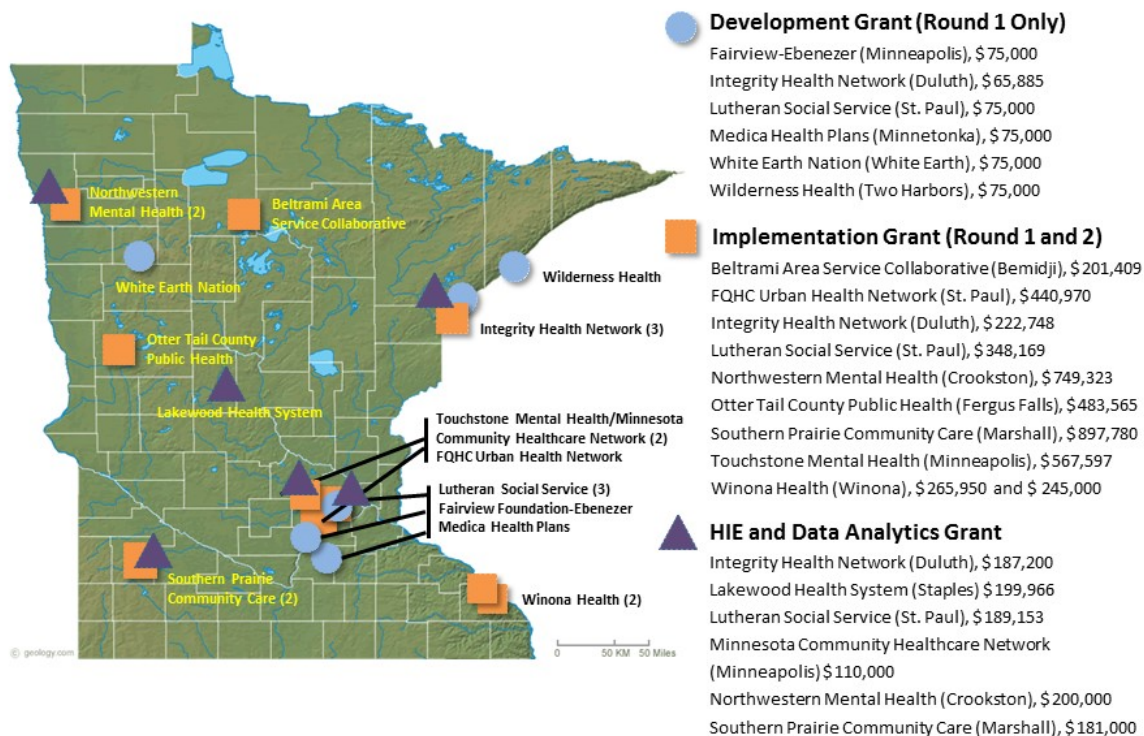 Northwestern
Mental Health (2)
Beltrami Area
Service Collaborative
White Earth Nation
Wilderness Health
Integrity Health Network (3)
Otter Tail County
Public Health
Lakewood Health System
Touchstone Mental Health/Minnesota
Community Healthcare Network (2)
FQHC Urban Health Network
Lutheran Social Service (3)
Fairview Foundation-Ebenezer
Medica Health Plans
Southern Prairie
Community Care (2)
Winona Health (2)
© geology.com
0 50 KM 50 Miles
Development Grant (Round 1 Only)
Fairview-Ebenezer (Minneapolis), $75,000
Integrity Health Network (Duluth), $65,885
Lutheran Social Service (St. Paul), $75,000
Medica Health Plans (Minnetonka), $75,000
White Earth Nation (White Earth), $75,000
Wilderness Health (Two Harbors), $75,000
Implementation Grant (Round 1 and 2)
Beltrami Area Service Collaborative (Bemidji), $201,409
FQHC Urban Health Network (St. Paul), $440,970
Integrity Health Network (Duluth), $222,748
Lutheran Social Service (St. Paul), $348,169
Northwestern Mental Health (Crookston), $749,323
Otter Tail County Public Health (Fergus Falls), $483,565
Southern Prairie Community Care (Marshall), $897,780
Touchstone Mental Health (Minneapolis), $567,597
Winona Health (Winona), $265,950 and $245,000
HIE and Data Analytics Grant
Integrity Health Network (Duluth), $187,200
Lakewood Health System (Staples) $199,966
Lutheran Social Service (St. Paul), $189,153
Minnesota Community Healthcare Network
(Minneapolis) $110,000
Northwestern Mental Health (Crookston), $200,000
Southern Prairie Community Care (Marshall), $181,000